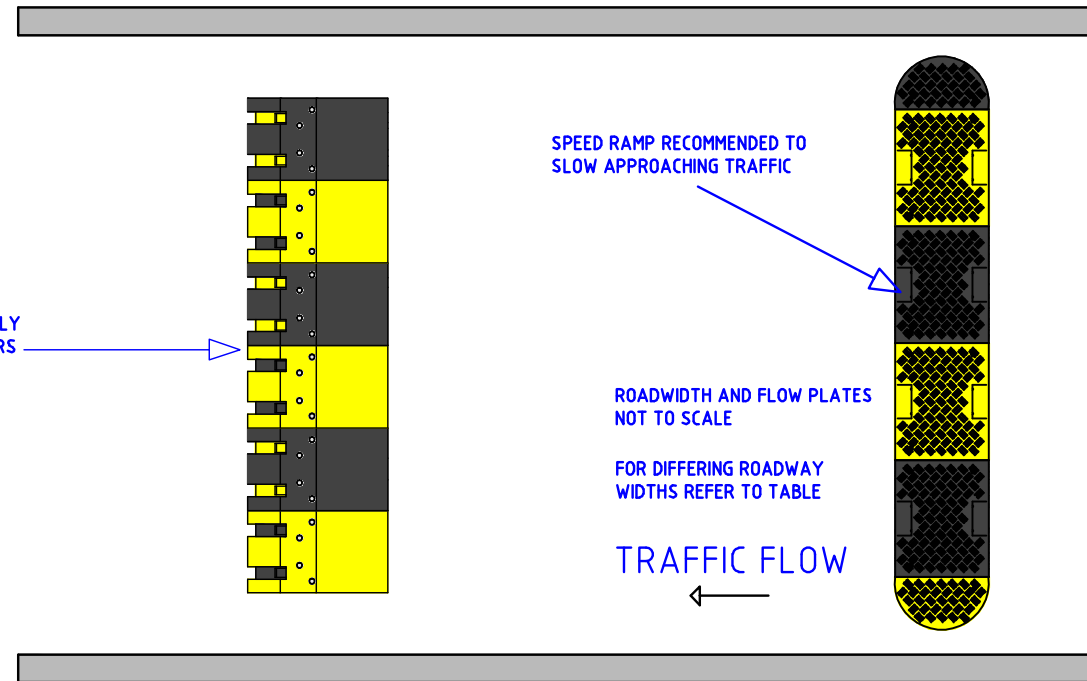 SPEED RAMP RECOMMENDED TO
SLOW APPROACHING TRAFFIC
LY
RS
ROADWIDTH AND FLOW PLATES
NOT TO SCALE
FOR DIFFERING ROADWAY
WIDTHS REFER TO TABLE
TRAFFIC FLOW